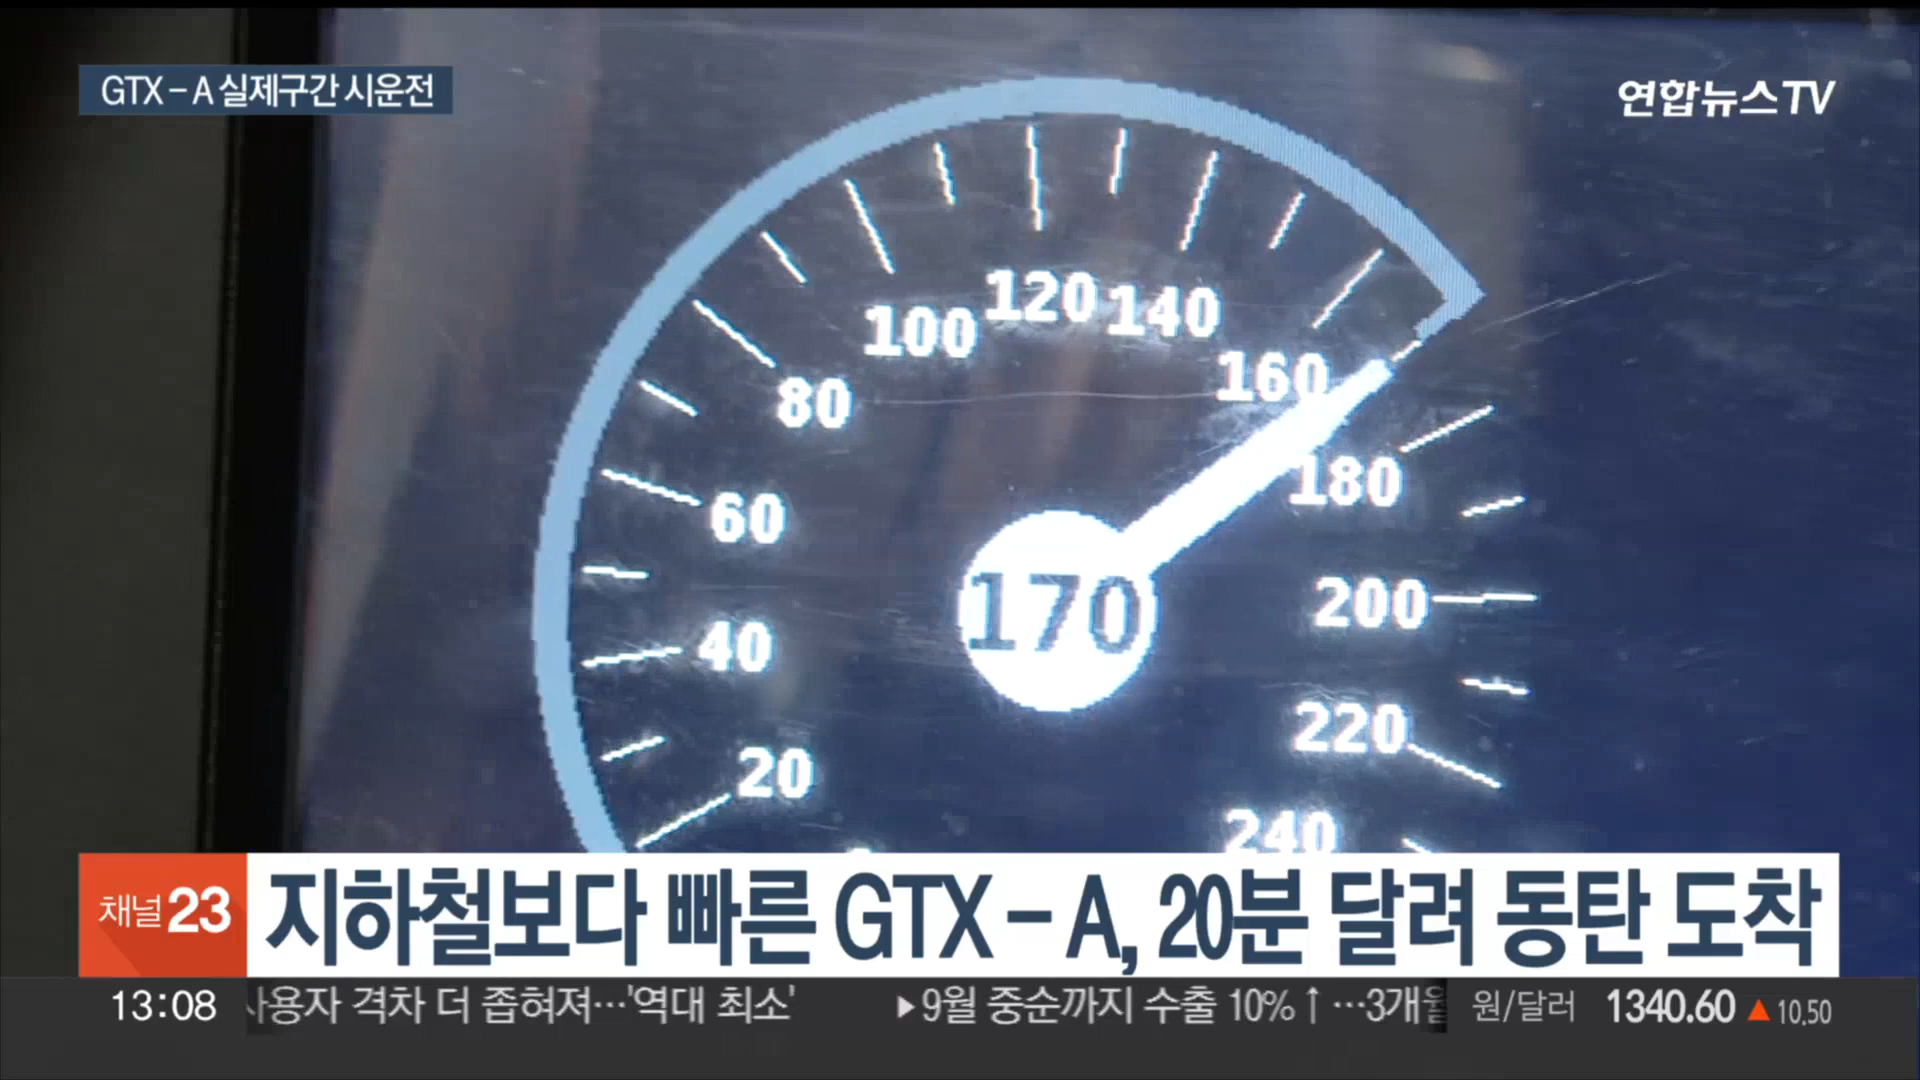 GTX-A 실제구간 시운전
연합뉴스TV
120
140
100
160
80
180
60
170
200
40
220
20
240
채널 23
지하철보다 빠른 GTX-A, 20분 달려 동탄 도착
13:08
사용자 격차 더 좁혀져…'역대 최소'
▶9월 중순까지 수출 10%↑…3개월
원/달러 1340.60 ▲10.50